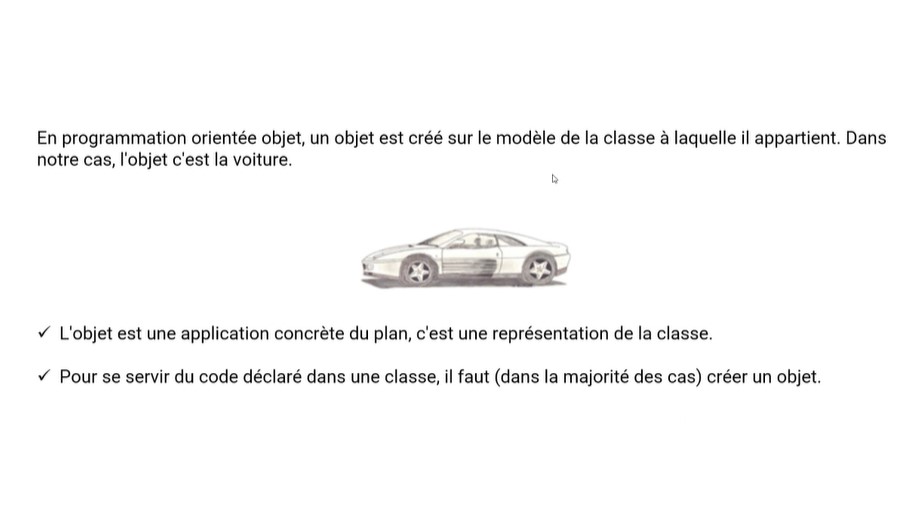 En programmation orientée objet, un objet est créé sur le modèle de la classe à laquelle il appartient. Dans
notre cas, l'objet c'est la voiture.
✓ L'objet est une application concrète du plan, c'est une représentation de la classe.
✓ Pour se servir du code déclaré dans une classe, il faut (dans la majorité des cas) créer un objet.